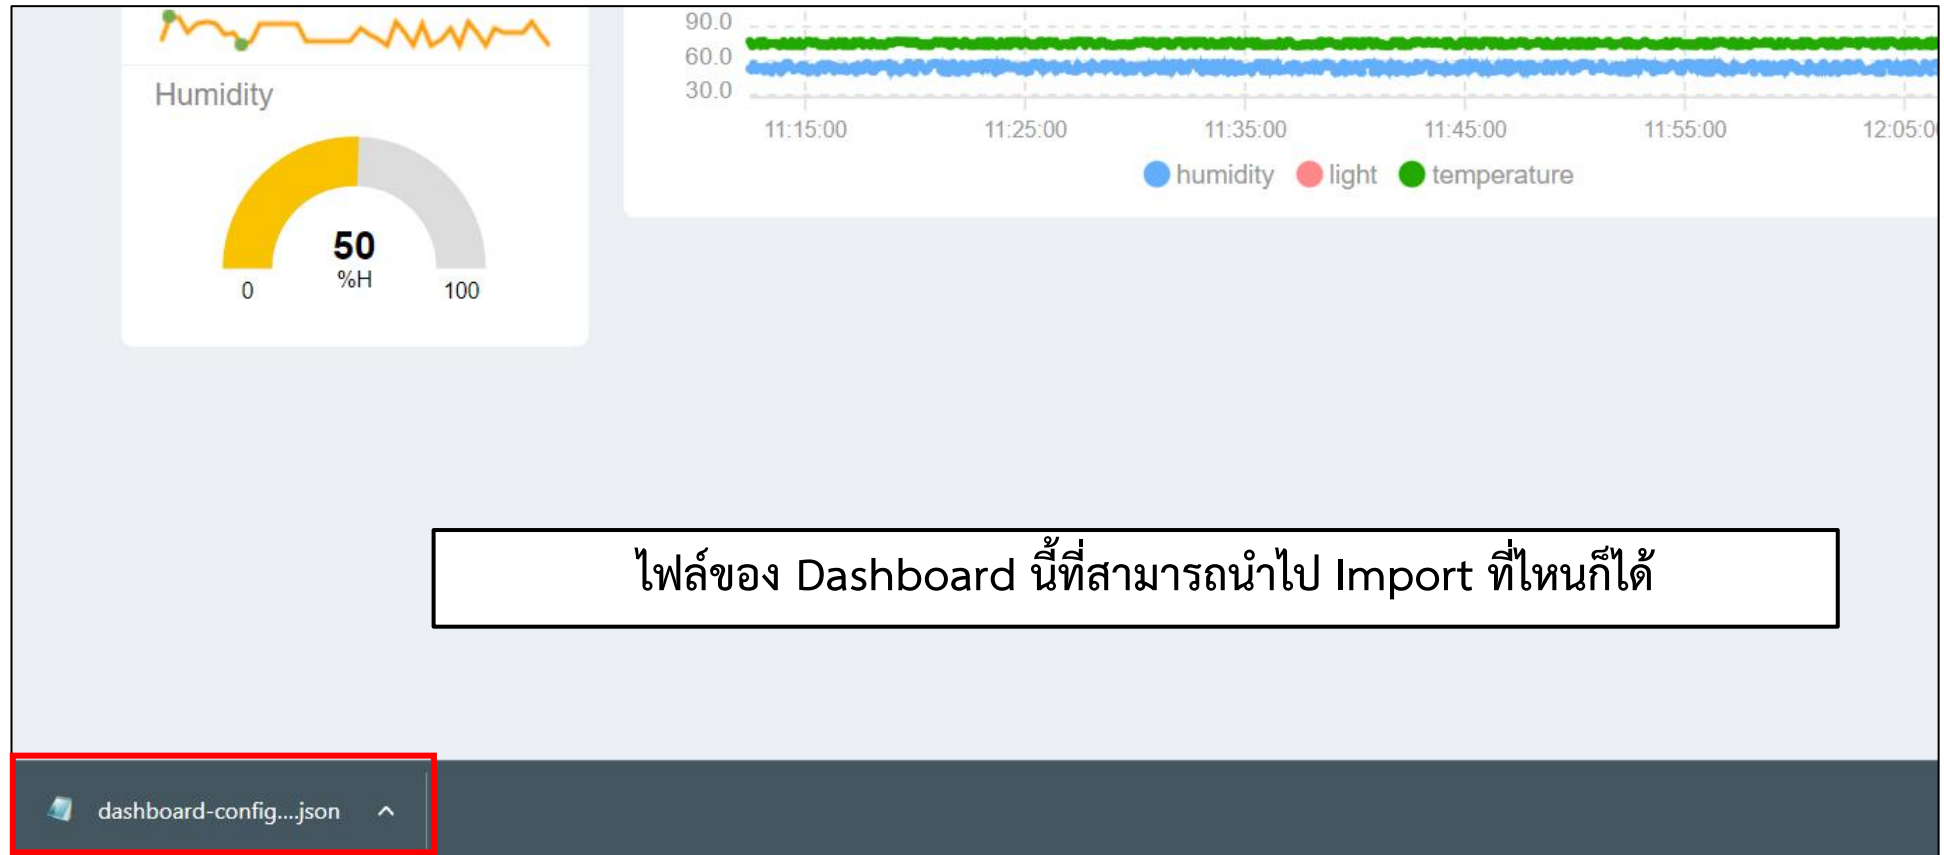 Humidity
50
%H
0
100
90.0
60.0
30.0
11:15:00 11:25:00 11:35:00 11:45:00 11:55:00
humidity light temperature
ไฟล์ของ Dashboard นี้ที่สามารถนำไป Import ที่ไหนก็ได้
dashboard-config....json